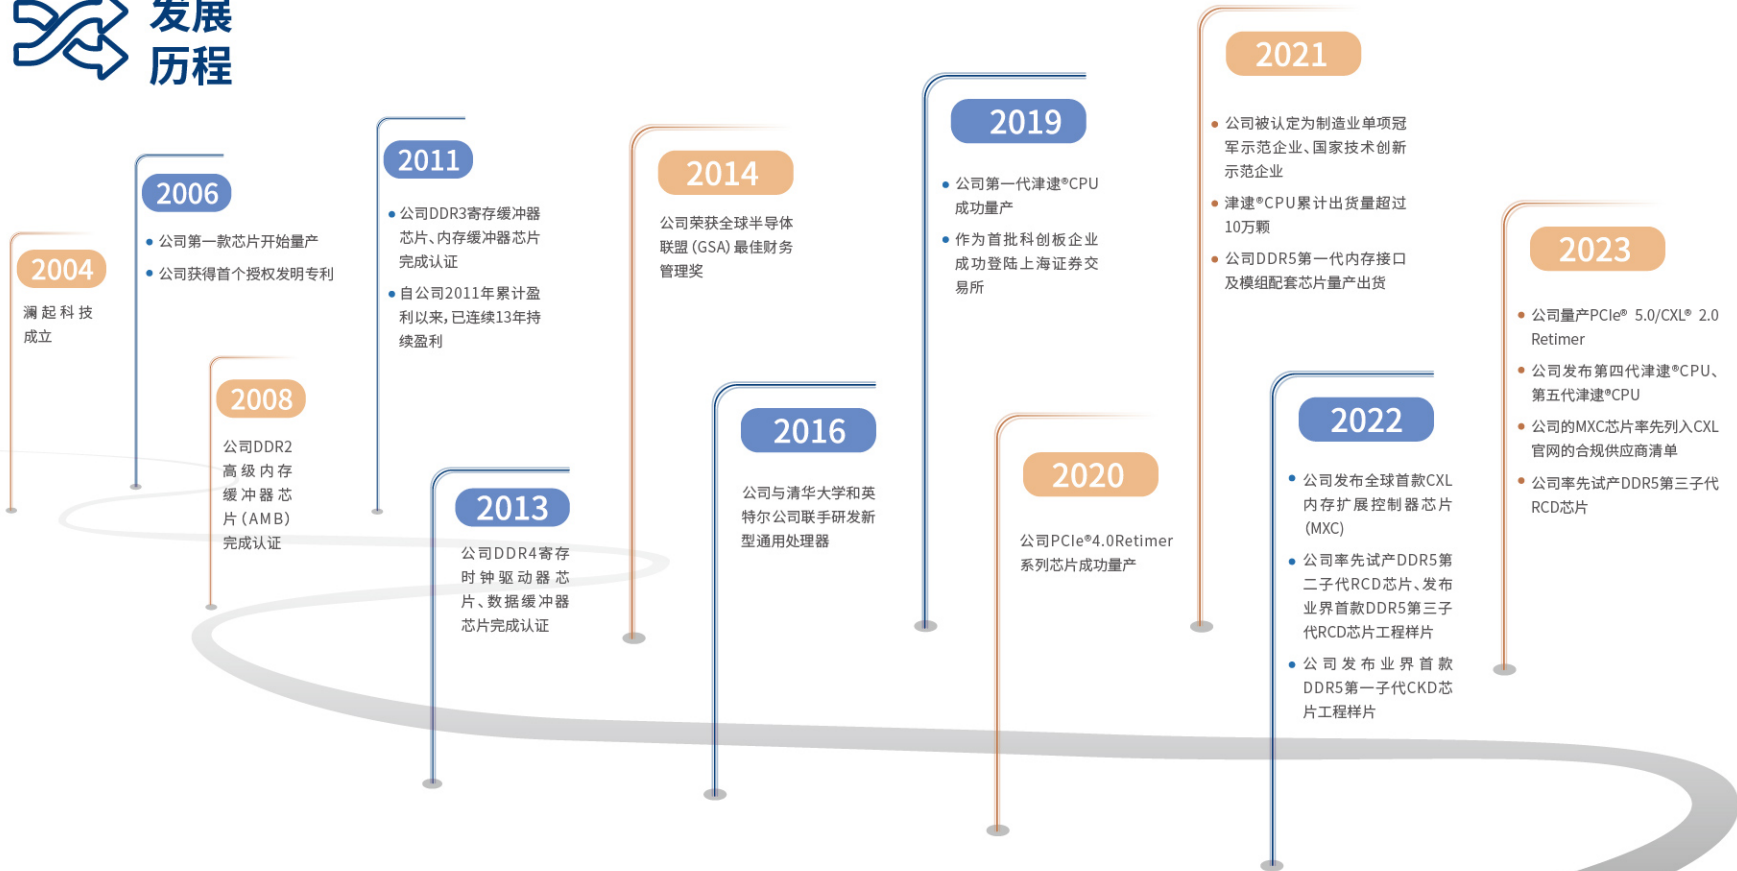 发展
历程
2004
澜起科技
成立
2006
公司第一款芯片开始量产
公司获得首个授权发明专利
2008
公司DDR2
高级内存
缓冲器芯
片(AMB)
完成认证
2011
公司DDR3寄存缓冲器
芯片、内存缓冲器芯片
完成认证
自公司2011年累计盈
利以来,已连续13年持
续盈利
2013
公司DDR4寄存
时钟驱动器芯
片、数据缓冲器
芯片完成认证
2014
公司荣获全球半导体
联盟(GSA)最佳财务
管理奖
2016
公司与清华大学和英
特尔公司联手研发新
型通用处理器
2019
公司第一代津逮®CPU
成功量产
作为首批科创板企业
成功登陆上海证券交
易所
2020
公司PCIe®4.0Retimer
系列芯片成功量产
2021
公司被认定为制造业单项冠
军示范企业、国家技术创新
示范企业
津逮®CPU累计出货量超过
10万颗
公司DDR5第一代内存接口
及模组配套芯片量产出货
2022
公司发布全球首款CXL
内存扩展控制器芯片
(MXC)
公司率先试产DDR5第
二子代RCD芯片、发布
业界首款DDR5第三子
代RCD芯片工程样片
公司发布业界首款
DDR5第一子代CKD芯
片工程样片
2023
公司量产PCIe® 5.0/CXL® 2.0
Retimer
公司发布第四代津逮®CPU、
第五代津逮®CPU
公司的MXC芯片率先列入CXL
官网的合规供应商清单
公司率先试产DDR5第三子代
RCD芯片